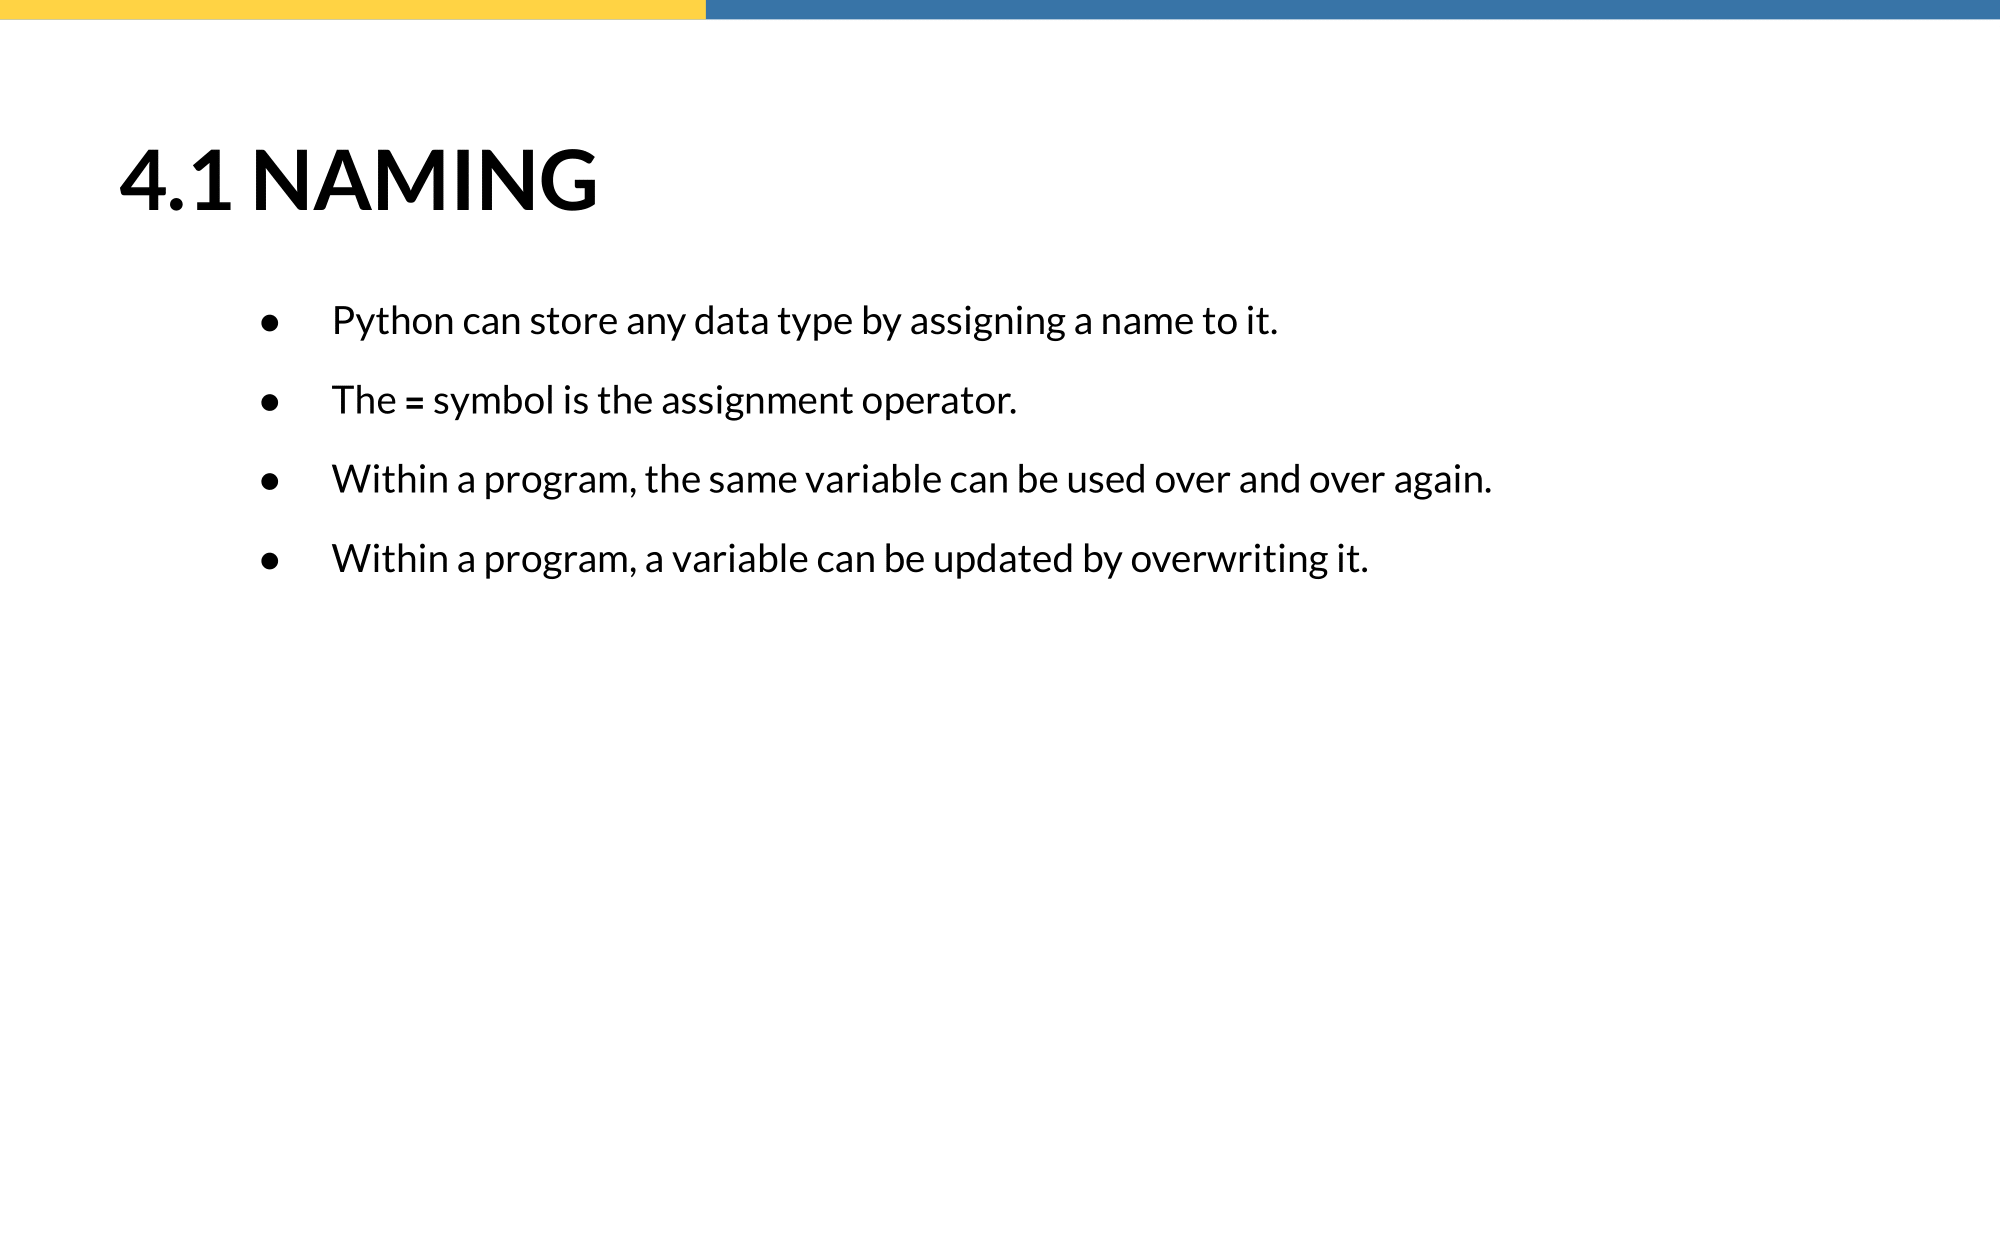 4.1 NAMING
● Python can store any data type by assigning a name to it.
● The = symbol is the assignment operator.
● Within a program, the same variable can be used over and over again.
● Within a program, a variable can be updated by overwriting it.